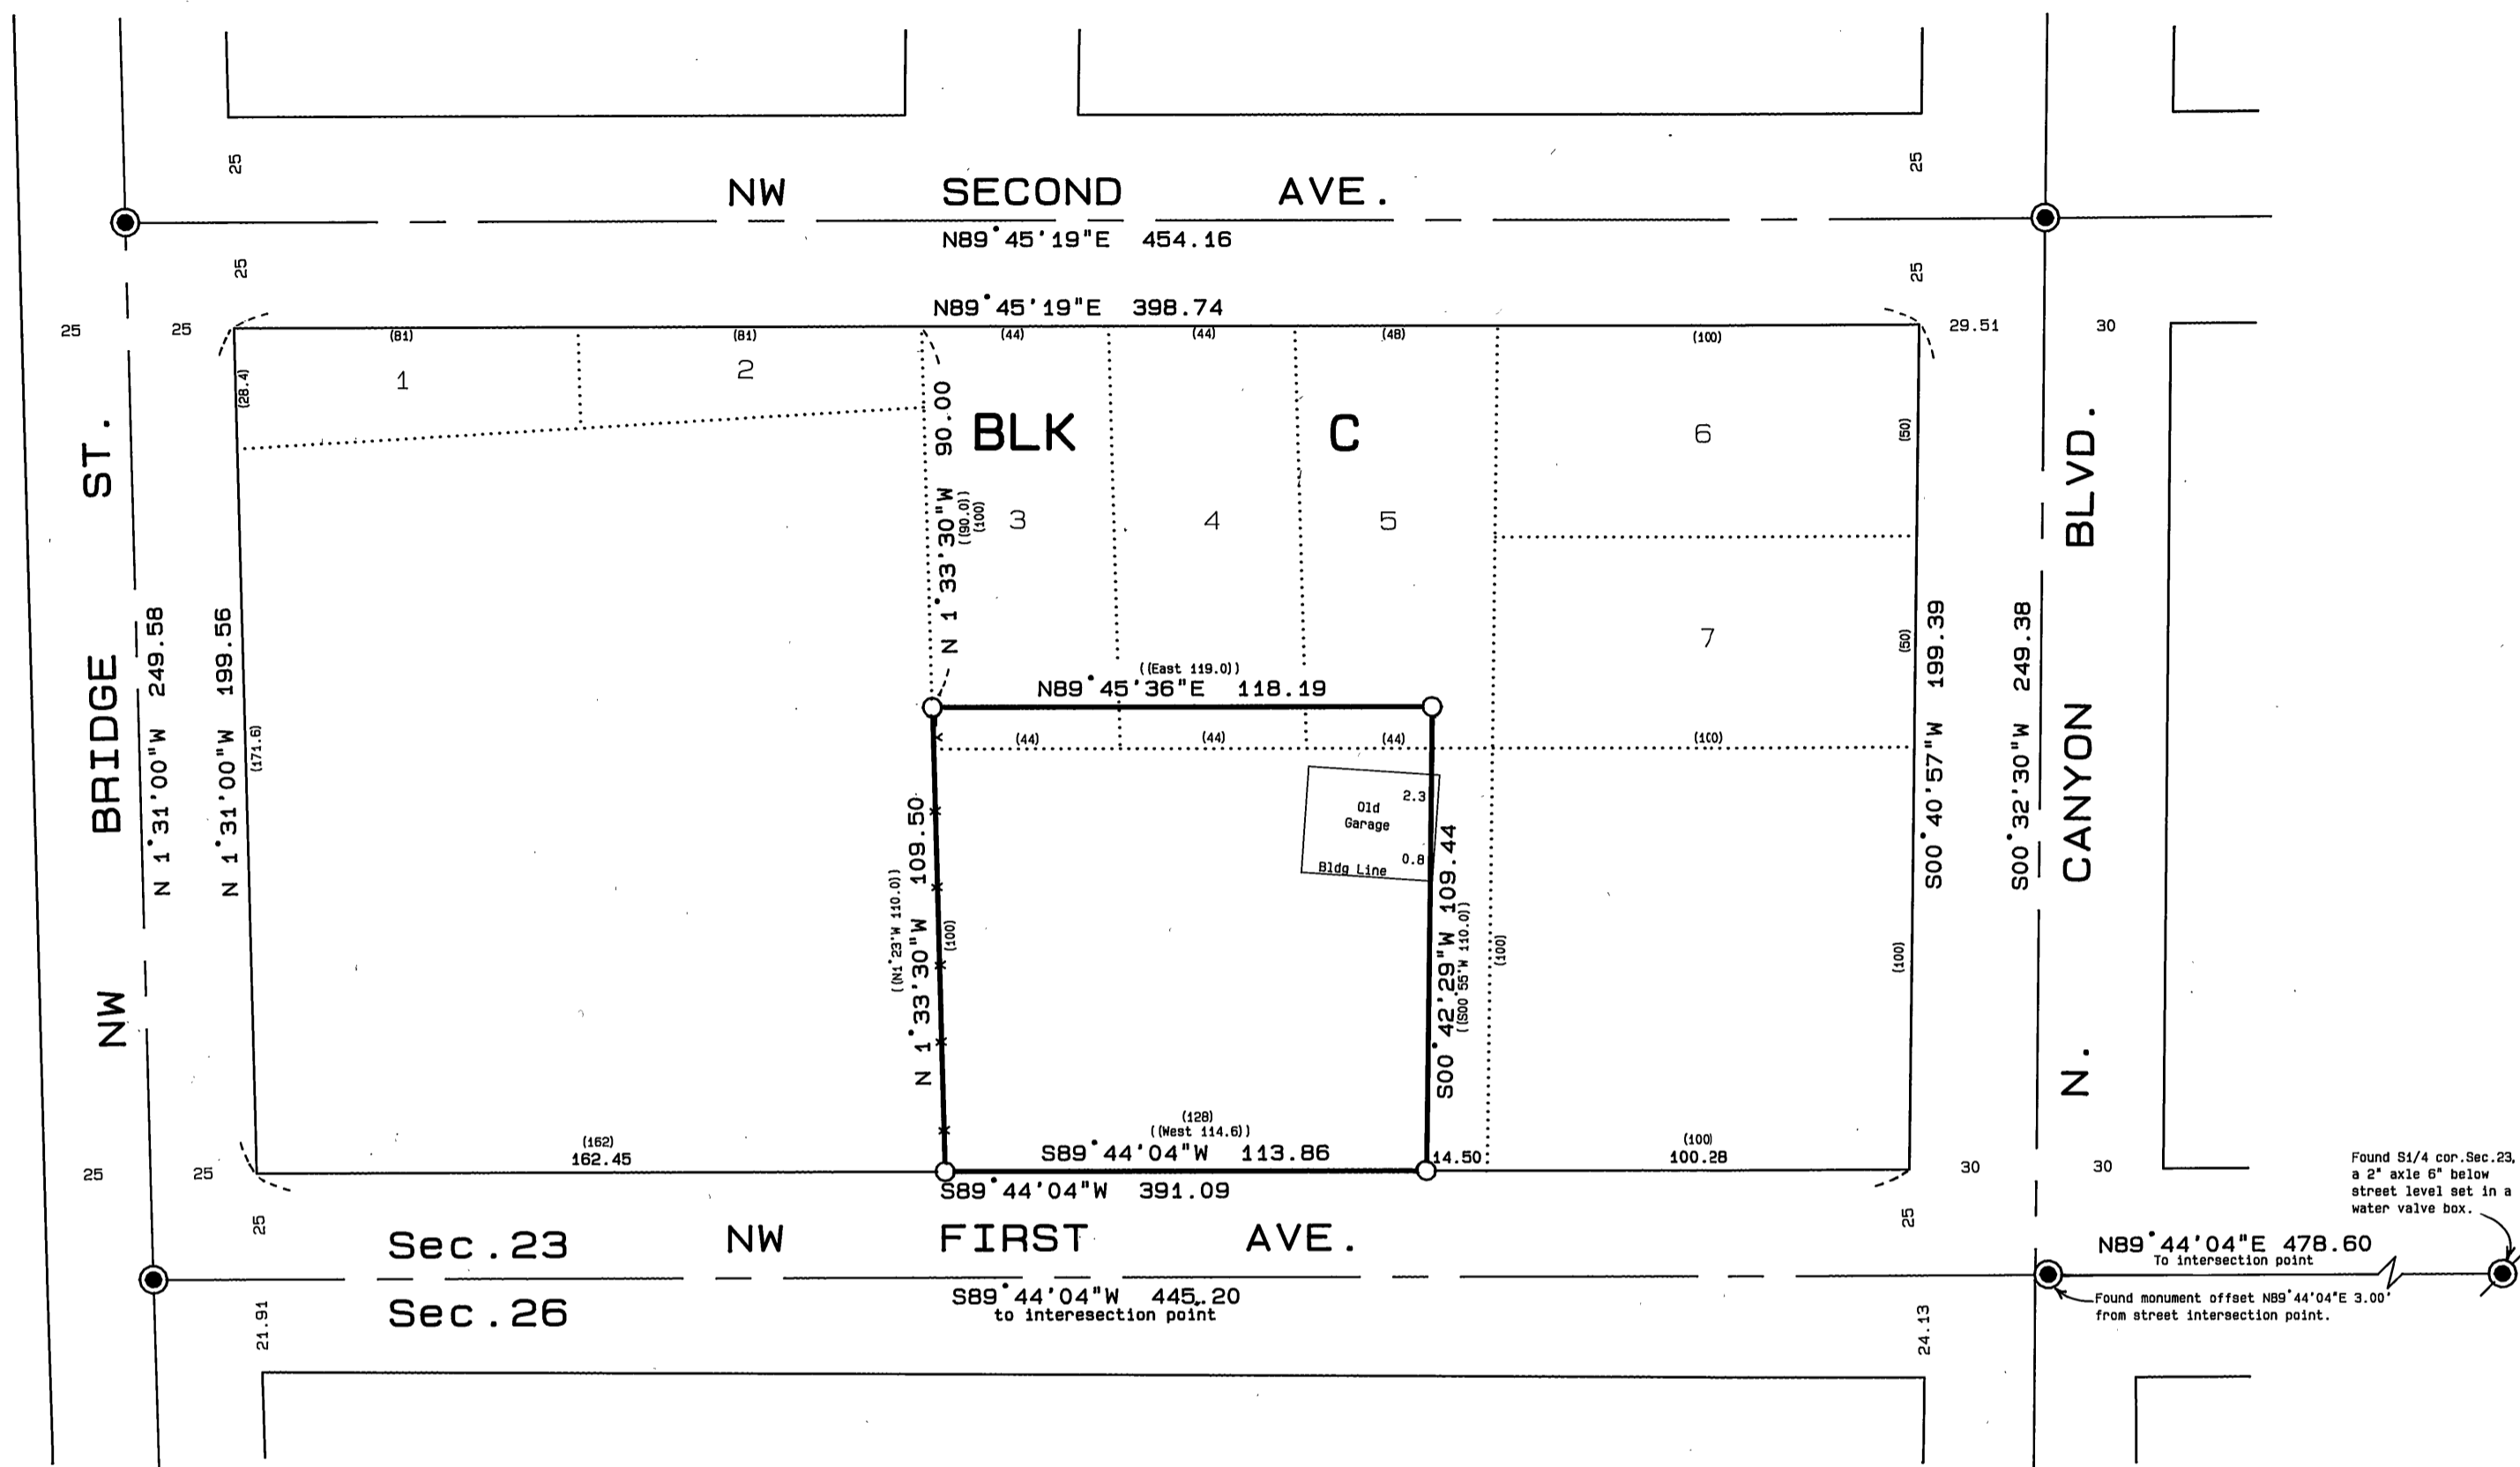 25
25
NW SECOND AVE.
N89°45'19"E 454.16
25
25
N89°45'19"E 398.74
25
25
29.51
30
(81)
(81)
(44)
(44)
(48)
(100)
1
2
(28.4)
BLK C
6
(50)
N 1°33'30"W 90.00
((90.0))
(100)
3
4
5
7
(50)
NW BRIDGE ST.
N 1°31'00"W 249.58
N 1°31'00"W 199.56
(171.6)
S00°40'57"W 199.39
S00°32'30"W 249.38
N. CANYON BLVD.
((East 119.0))
N89°45'36"E 118.19
(44)
(44)
(44)
(100)
Old
Garage
2.3
0.8
Bldg Line
((N1°23'W 110.0))
N 1°33'30"W 109.50
(100)
S00°42'29"W 109.44
((S00°55'W 110.0))
(100)
(100)
(128)
((West 114.6))
S89°44'04"W 113.86
(162)
162.45
14.50
(100)
100.28
25
25
30
30
S89°44'04"W 391.09
25
25
Sec.23
NW FIRST AVE.
Sec.26
S89°44'04"W 445.20
to interesection point
21.91
24.13
Found S1/4 cor.Sec.23,
a 2" axle 6" below
street level set in a
water valve box.
N89°44'04"E 478.60
To intersection point
Found monument offset N89°44'04"E 3.00'
from street intersection point.